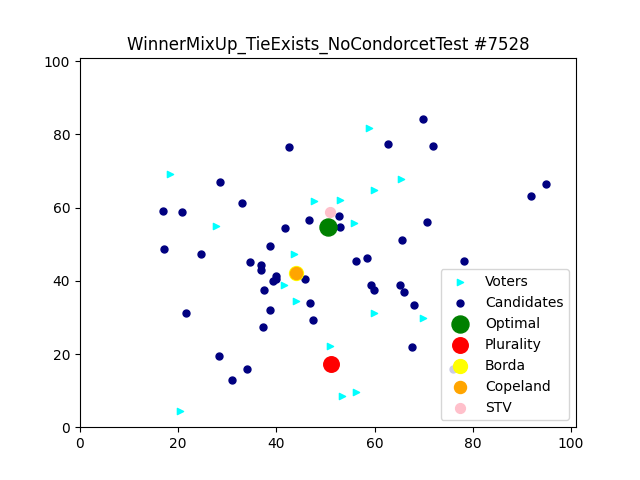 WinnerMixUp_TieExists_NoCondorcetTest #7528
100
80
60
40
20
0
0 20 40 60 80 100
Voters
Candidates
Optimal
Plurality
Borda
Copeland
STV